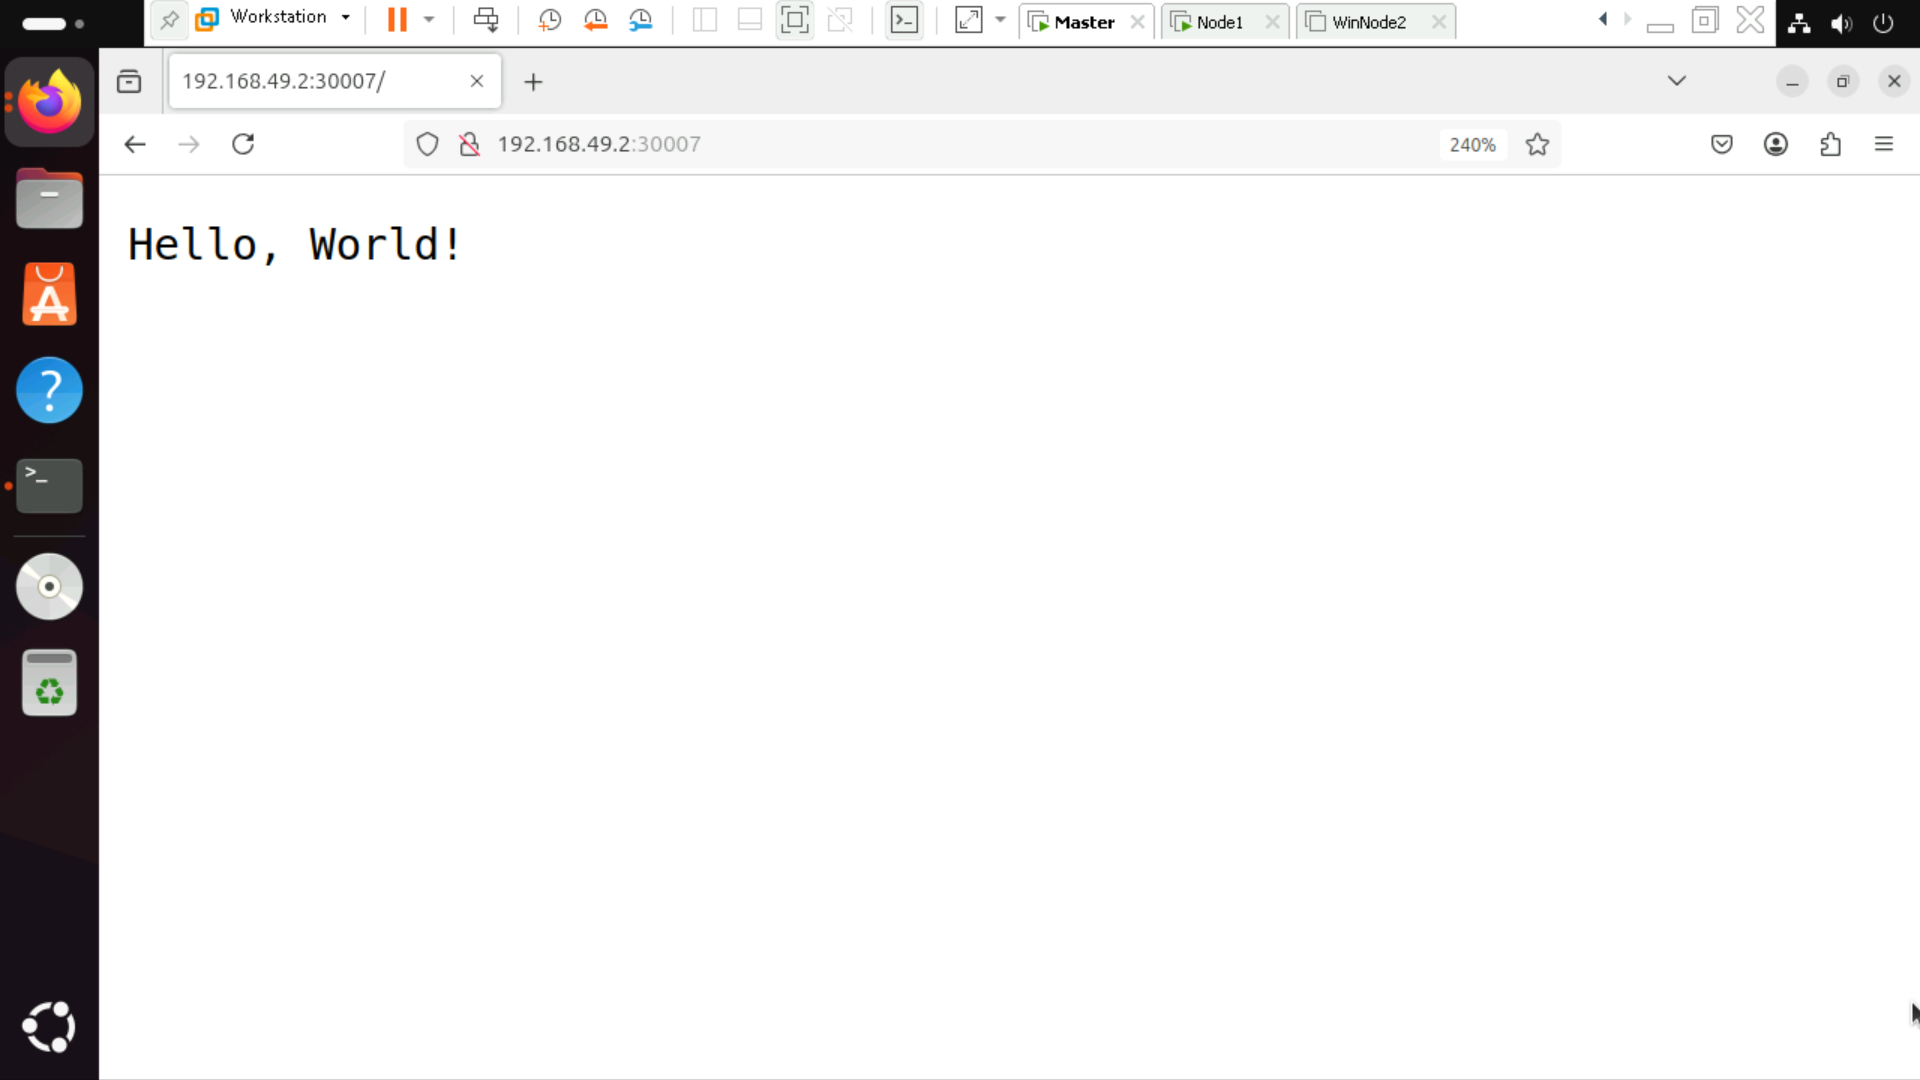 Workstation
Master
Node1
WinNode2
192.168.49.2:30007/
192.168.49.2:30007
240%
Hello, World!